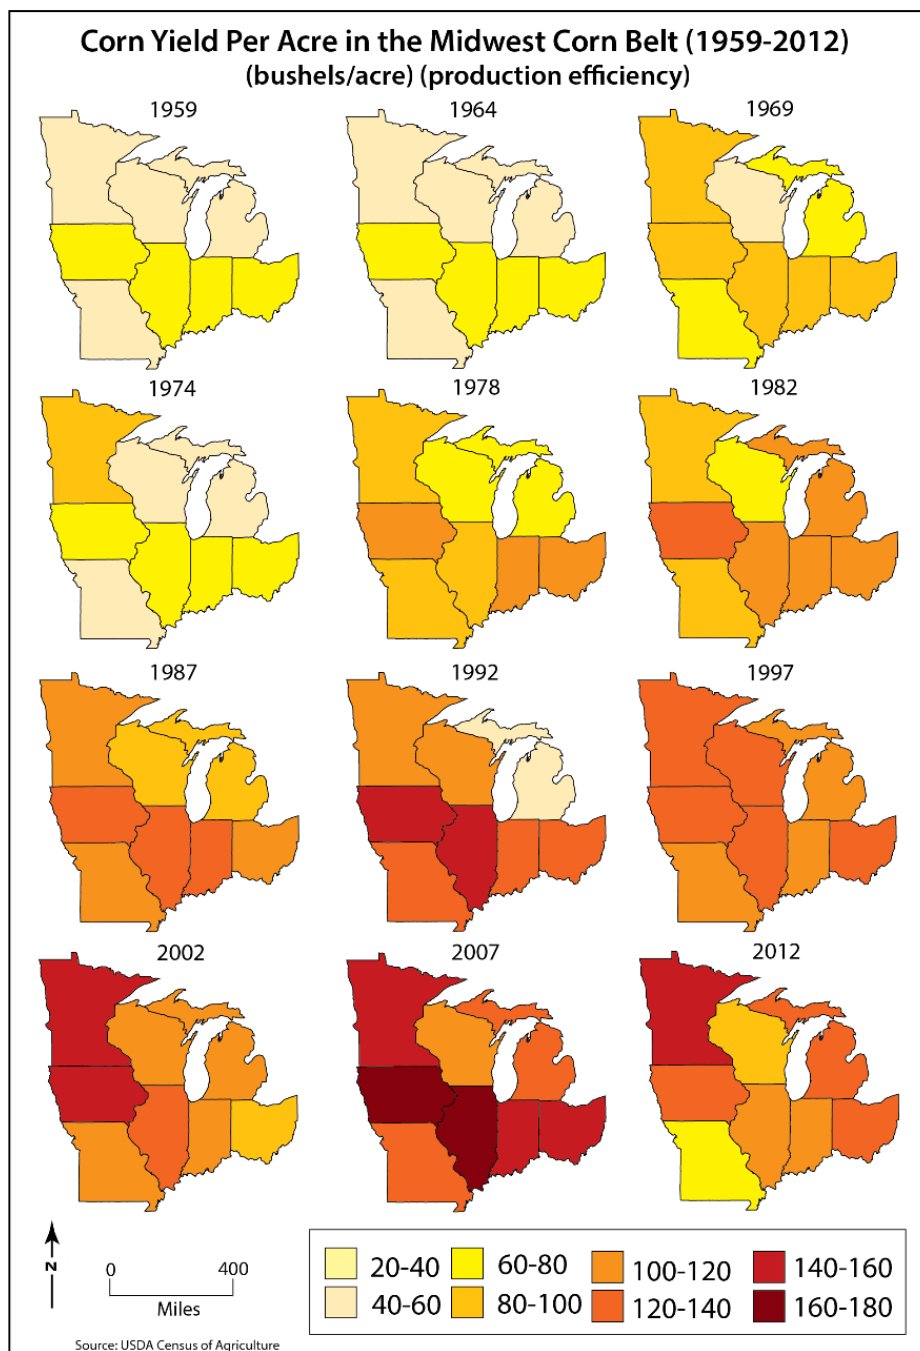 Corn Yield Per Acre in the Midwest Corn Belt (1959-2012)
(bushels/acre) (production efficiency)
1959 1964 1969
1974 1978 1982
1987 1992 1997
2002 2007 2012
N
0 400
Miles
20-40 60-80 100-120 140-160
40-60 80-100 120-140 160-180
Source: USDA Census of Agriculture